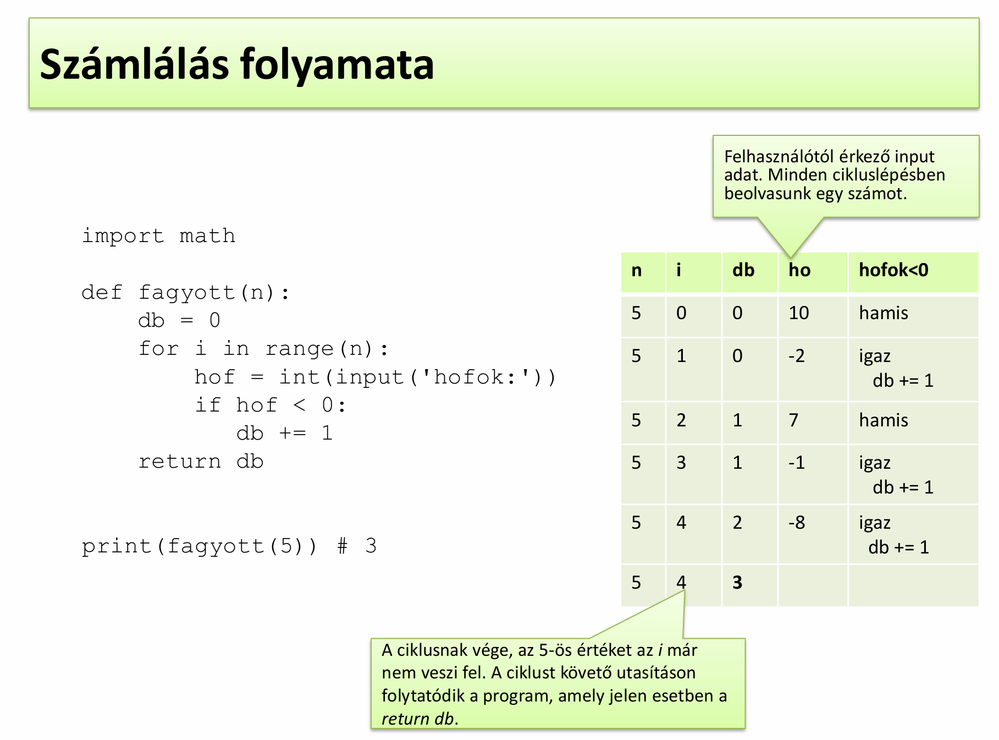 Számlálás folyamata
Felhasználótól érkező input
adat. Minden cikluslépésben
beolvasunk egy számot.
import math
def fagyott(n):
    db = 0
    for i in range(n):
        hof = int(input('hofok:'))
        if hof < 0:
           db += 1
    return db
print(fagyott(5)) # 3
n i db ho hofok<0
5 0 0 10 hamis
5 1 0 -2 igaz
db += 1
5 2 1 7 hamis
5 3 1 -1 igaz
db += 1
5 4 2 -8 igaz
db += 1
5 4 3
A ciklusnak vége, az 5-ös értéket az i már
nem veszi fel. A ciklust követő utasításon
folytatódik a program, amely jelen esetben a
return db.